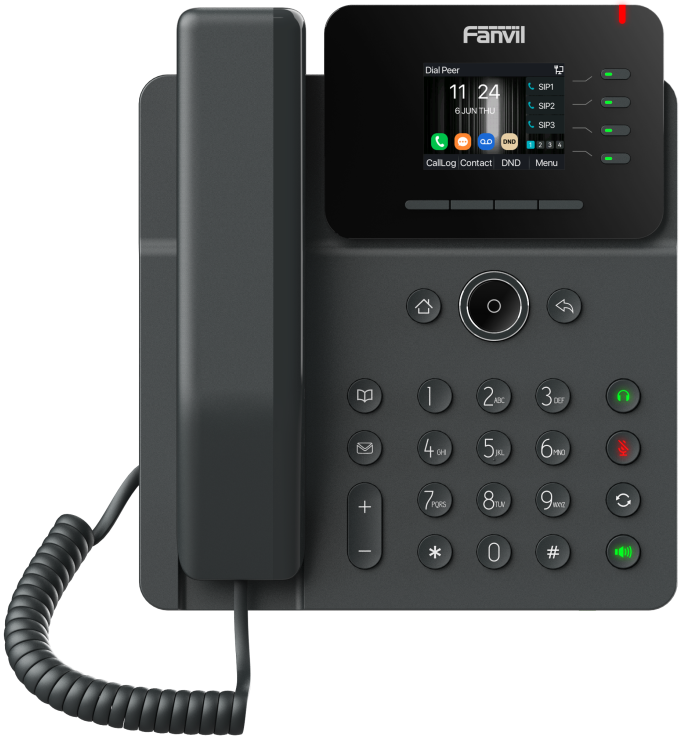 Fanvil
Dial Peer
11 24
6 JUN THU
SIP1
SIP2
SIP3
1 2 3 4
DND
CallLog Contact DND Menu
1 2 ABC 3 DEF
4 GHI 5 JKL 6 MNO
7 PQRS 8 TUV 9 WXYZ
* 0 #
+
−